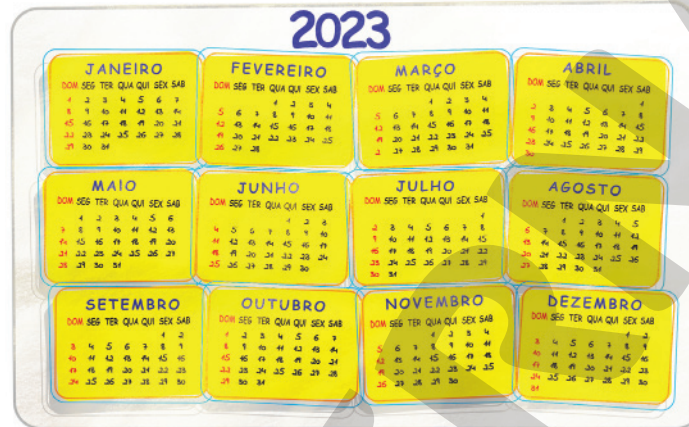 2023
JANEIRO
DOM SEG TER QUA QUI SEX SAB
1 2 3 4 5 6 7
8 9 10 11 12 13 14
15 16 17 18 19 20 21
22 23 24 25 26 27 28
29 30 31
FEVEREIRO
DOM SEG TER QUA QUI SEX SAB
1 2 3 4
5 6 7 8 9 10 11
12 13 14 15 16 17 18
19 20 21 22 23 24 25
26 27 28
MARÇO
DOM SEG TER QUA QUI SEX SAB
1 2 3 4
5 6 7 8 9 10 11
12 13 14 15 16 17 18
19 20 21 22 23 24 25
2 27 28 29 30 31
ABRIL
DOM SEG TER QUA QUI SEX SAB
1
2 3 4 5 6 7 8
9 10 11 12 13 14 15
16 17 18 19 20 21 22
23 24 25 26 27 28 29
30
MAIO
DOM SEG TER QUA QUI SEX SAB
1 2 3 4 5 6
7 8 9 10 11 12 13
14 15 16 17 18 19 20
21 22 23 24 25 26 27
28 29 30 31
JUNHO
DOM SEG TER QUA QUI SEX SAB
1 2 3
4 5 6 7 8 9 10
11 12 13 14 15 16 17
18 19 20 21 22 23 24
25 26 27 28 29 30
JULHO
DOM SEG TER QUA QUI SEX SAB
1
2 3 4 5 6 7 8
9 10 11 12 13 14 15
16 17 18 19 20 21 22
23 24 25 26 27 28 29
30 31
AGOSTO
DOM SEG TER QUA QUI SEX SAB
1 2 3 4 5
6 7 8 9 10 11 12
13 14 15 16 17 18 19
20 21 22 23 24 25 26
27 28 29 30 31
SETEMBRO
DOM SEG TER QUA QUI SEX SAB
1 2
3 4 5 6 7 8 9
10 11 12 13 14 15 16
17 18 19 20 21 22 23
24 25 26 27 28 29 30
OUTUBRO
DOM SEG TER QUA QUI SEX SAB
1 2 3 4 5 6 7
8 9 10 11 12 13 14
15 16 17 18 19 20 21
22 23 24 25 26 27 28
29 30 31
NOVEMBRO
DOM SEG TER QUA QUI SEX SAB
1 2 3 4
5 6 7 8 9 10 11
12 13 14 15 16 17 18
19 20 21 22 23 24 25
26 27 28 29 30
DEZEMBRO
DOM SEG TER QUA QUI SEX SAB
1 2
3 4 5 6 7 8 9
10 11 12 13 14 15 16
17 18 19 20 21 22 23
24 25 26 27 28 29 30
31